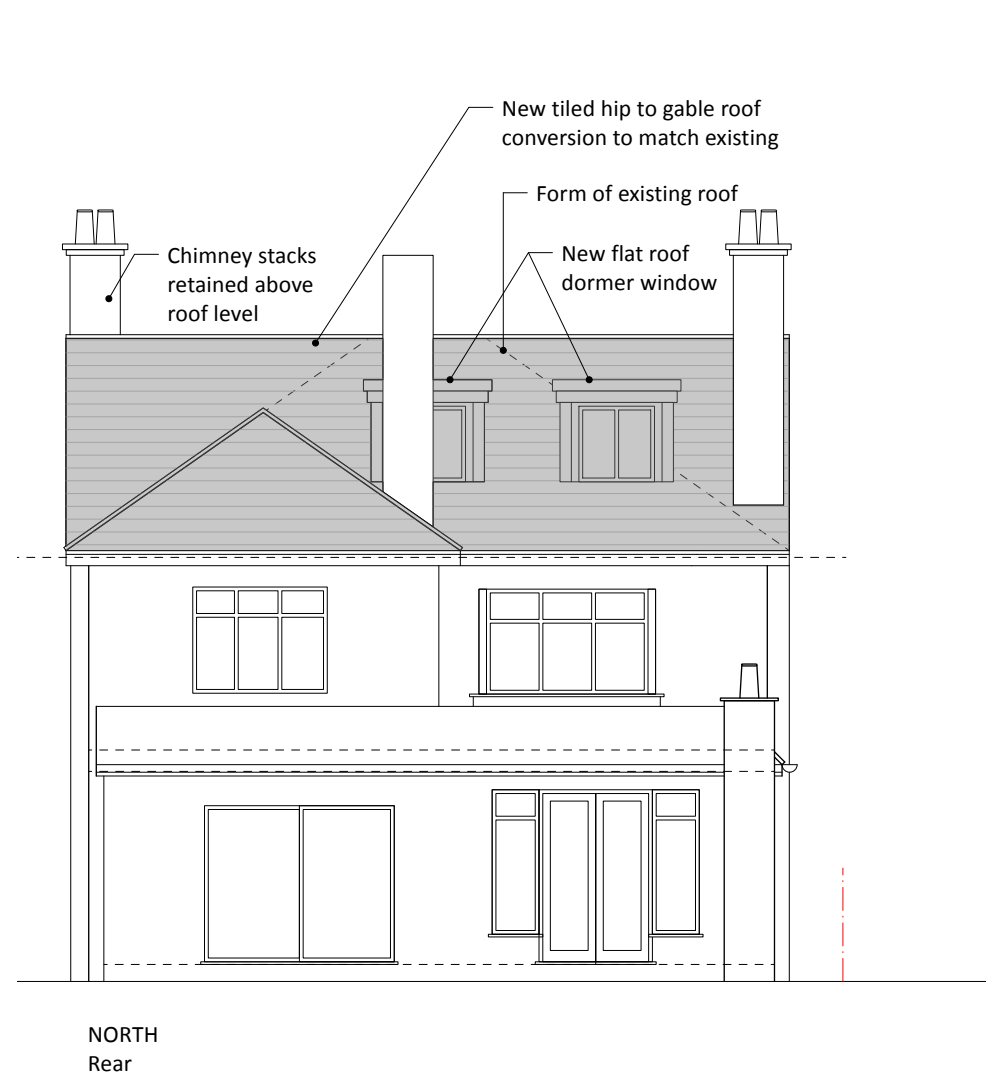 New tiled hip to gable roof
conversion to match existing
Form of existing roof
Chimney stacks
retained above
roof level
New flat roof
dormer window
NORTH
Rear